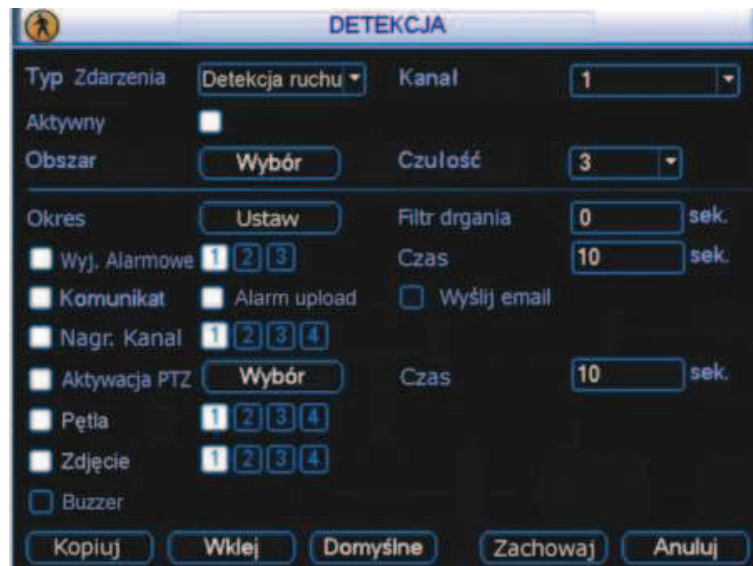 DETEKCJA
Typ Zdarzenia Detekcja ruchu Kanał 1
Aktywny
Obszar Wybór Czułość 3
Okres Ustaw Filtr drgania 0 sek.
Wyj. Alarmowe 1 2 3 Czas 10 sek.
Komunikat Alarm upload Wyślij email
Nagr. Kanal 1 2 3 4
Aktywacja PTZ Wybór Czas 10 sek.
Pętla 1 2 3 4
Zdjęcie 1 2 3 4
Buzzer
Kopiuj Wklej Domyślne Zachowaj Anuluj